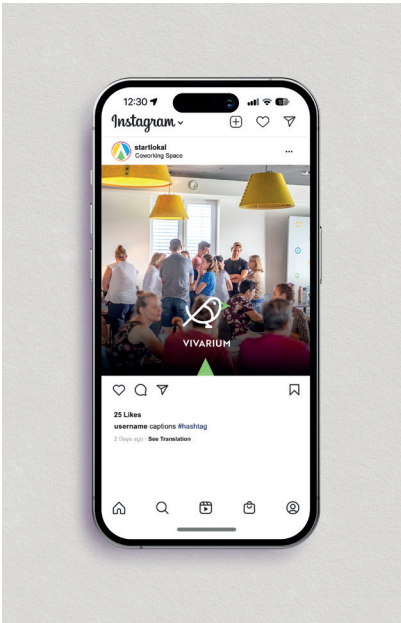 12:30
Instagram
startlokal
Coworking Space
VIVARIUM
25 Likes
username captions #hashtag
2 Days ago · See Translation